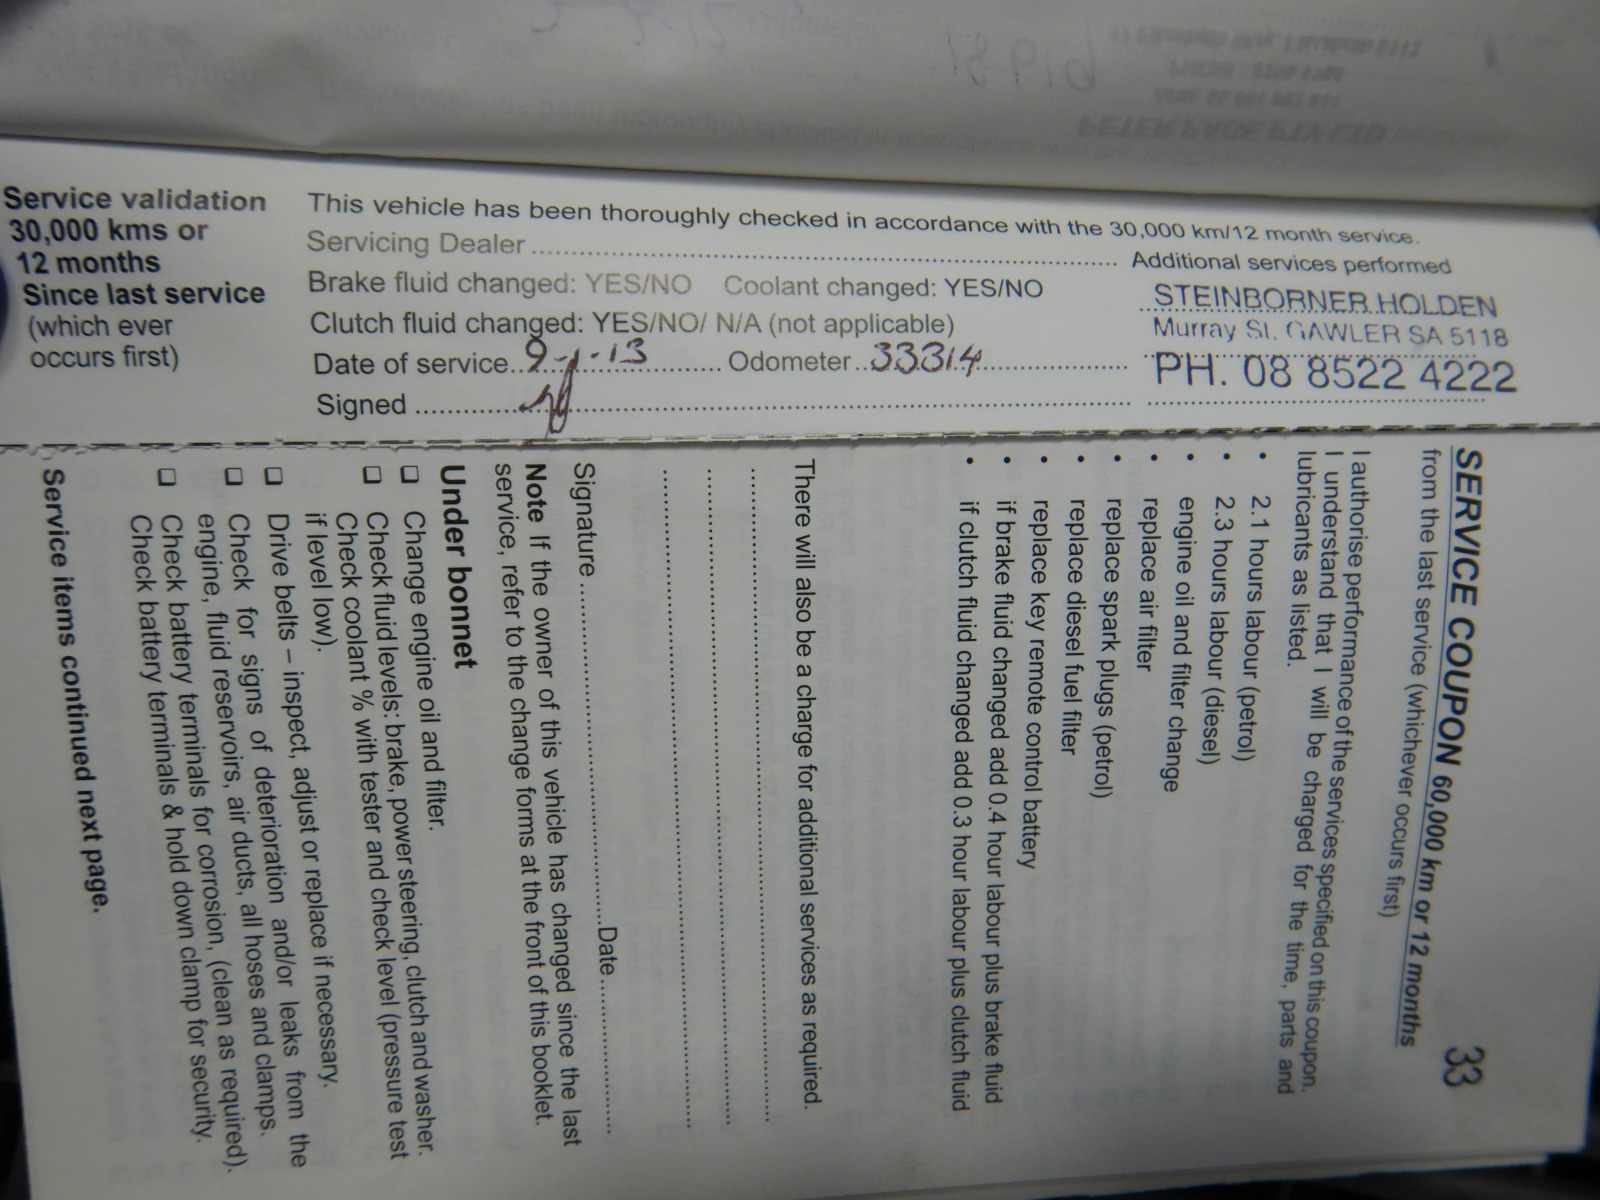 Service validation
30,000 kms or
12 months
Since last service
(which ever
occurs first)
This vehicle has been thoroughly checked in accordance with the 30,000 km/12 month service.
Servicing Dealer ............ Additional services performed
Brake fluid changed: YES/NO Coolant changed: YES/NO
Clutch fluid changed: YES/NO/ N/A (not applicable)
Date of service..9-1-13............ Odometer..33314............
Signed ............
STEINBORNER HOLDEN
Murray St. GAWLER SA 5118
PH. 08 8522 4222
SERVICE COUPON 60,000 km or 12 months 33
from the last service (whichever occurs first)
I authorise performance of the services specified on this coupon.
I understand that I will be charged for the time, parts and
lubricants as listed.
• 2.1 hours labour (petrol)
• 2.3 hours labour (diesel)
• engine oil and filter change
• replace air filter
• replace spark plugs (petrol)
• replace diesel fuel filter
• replace key remote control battery
• if brake fluid changed add 0.4 hour labour plus brake fluid
• if clutch fluid changed add 0.3 hour labour plus clutch fluid
There will also be a charge for additional services as required.
Signature ............Date............
Note If the owner of this vehicle has changed since the last
service, refer to the change forms at the front of this booklet.
Under bonnet
❏ Change engine oil and filter.
❏ Check fluid levels: brake, power steering, clutch and washer.
Check coolant % with tester and check level (pressure test
if level low).
❏ Drive belts – inspect, adjust or replace if necessary.
❏ Check for signs of deterioration and/or leaks from the
engine, fluid reservoirs, air ducts, all hoses and clamps.
❏ Check battery terminals for corrosion, (clean as required).
Check battery terminals & hold down clamp for security.
Service items continued next page.